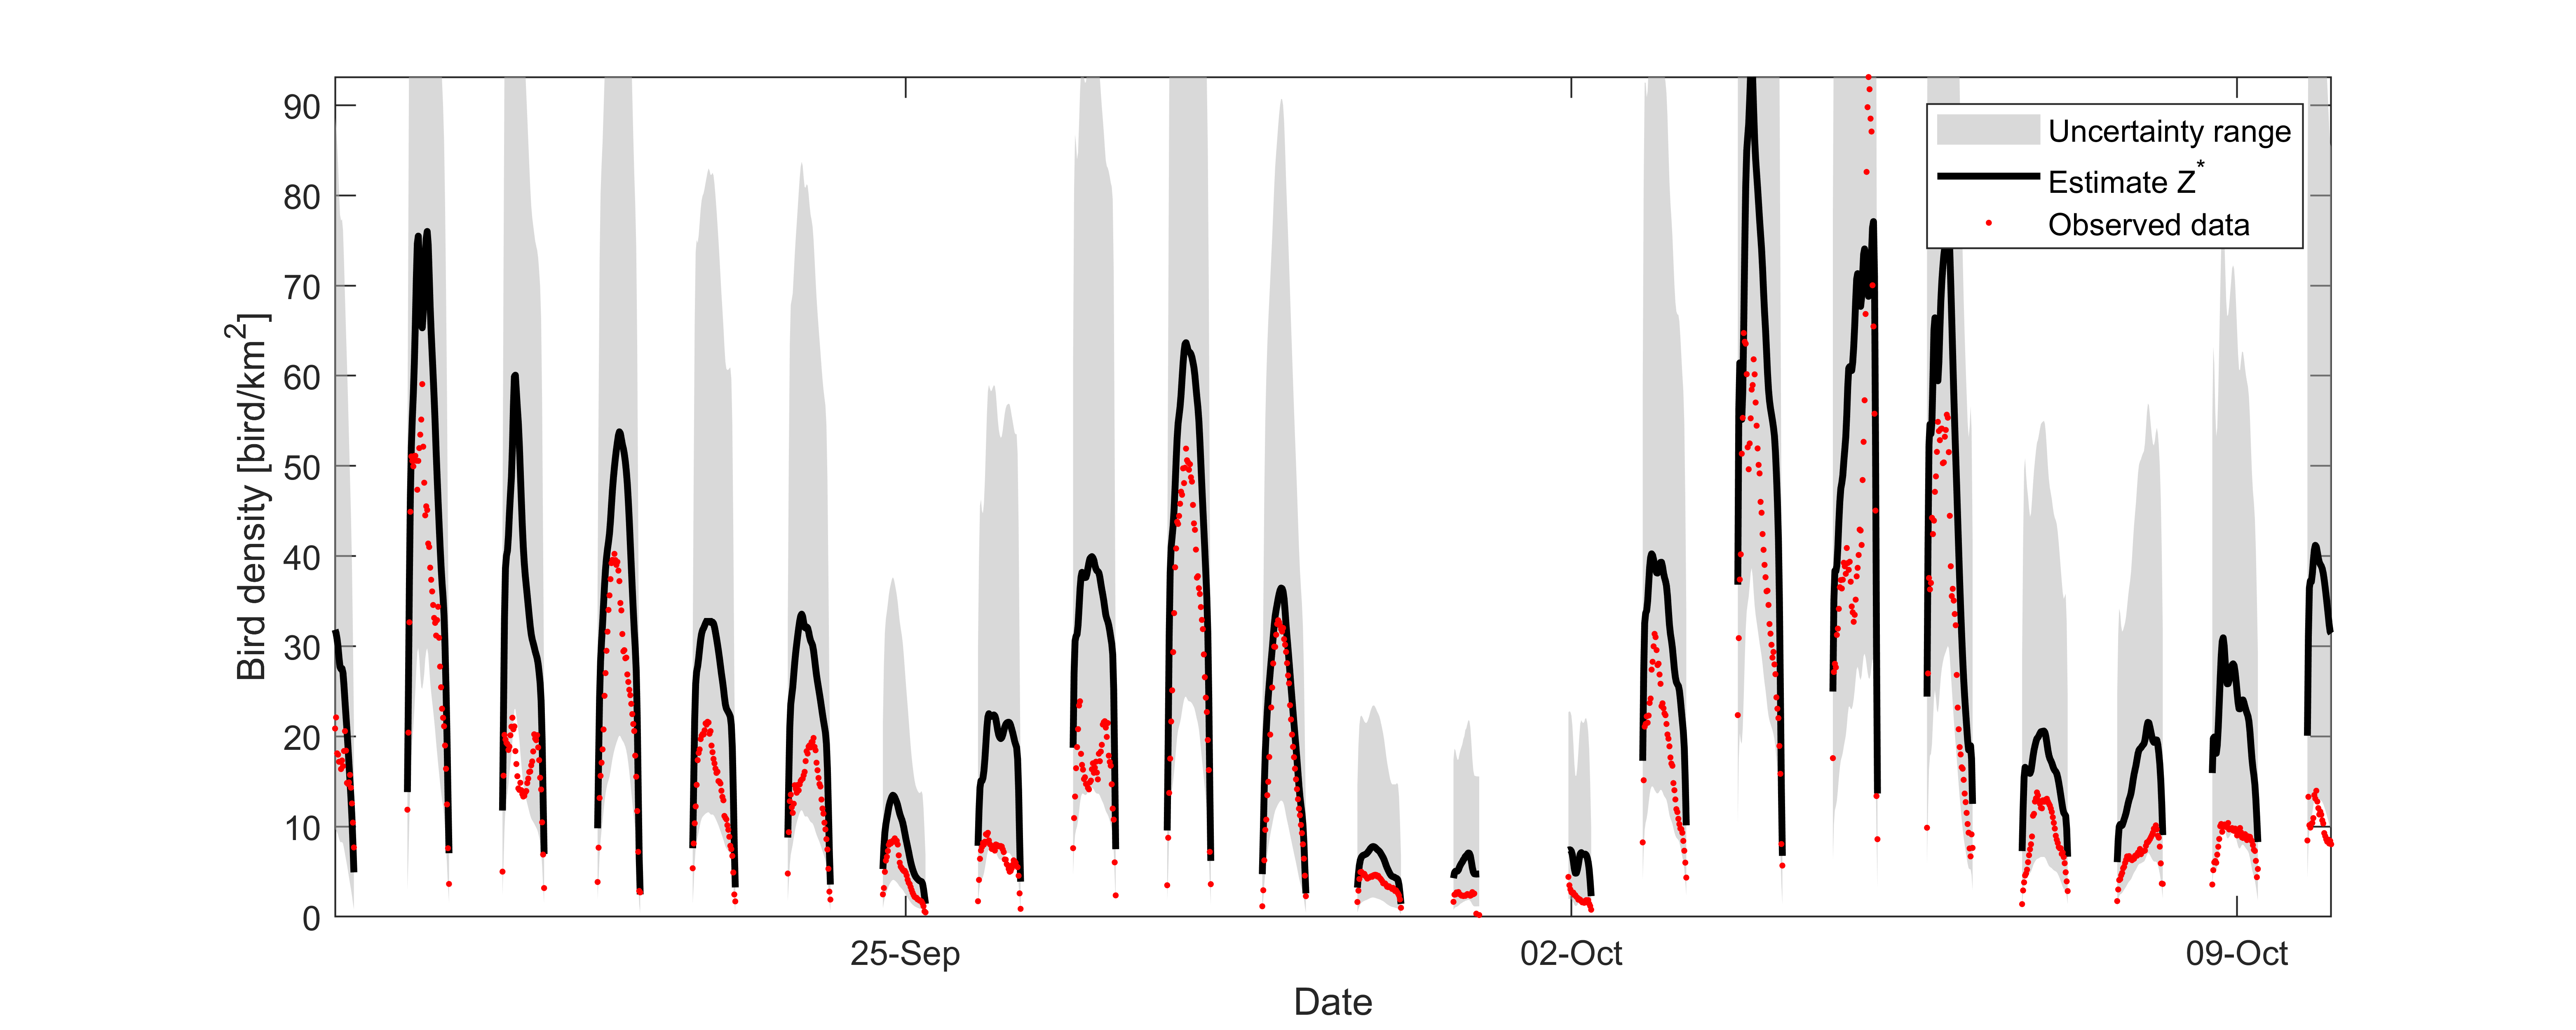 90
80
70
60
50
40
30
20
10
0
Bird density [bird/km²]
25-Sep
02-Oct
09-Oct
Date
Uncertainty range
Estimate Z*
Observed data